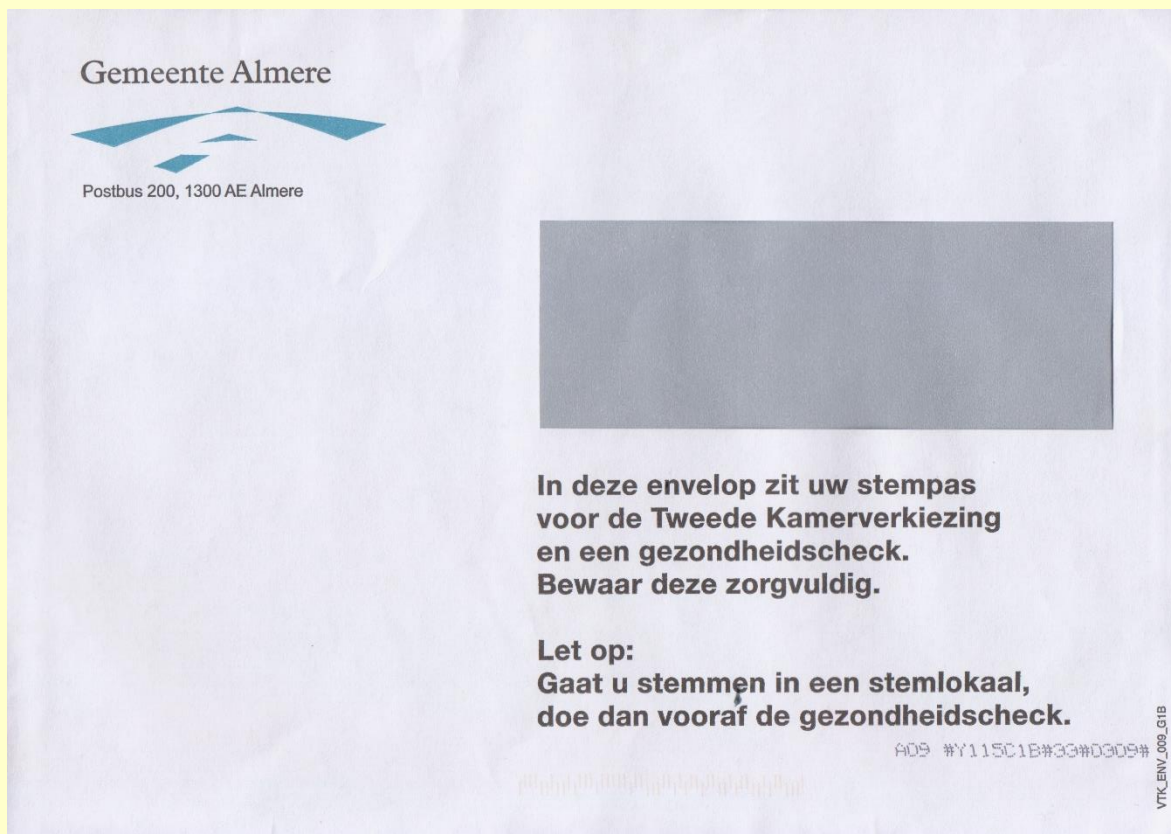 Gemeente Almere
Postbus 200, 1300 AE Almere
In deze envelop zit uw stempas
voor de Tweede Kamerverkiezing
en een gezondheidscheck.
Bewaar deze zorgvuldig.
Let op:
Gaat u stemmen in een stemlokaal,
doe dan vooraf de gezondheidscheck.
A09 #Y115C1B#33#0309#
VTK_ENV_009_G1B